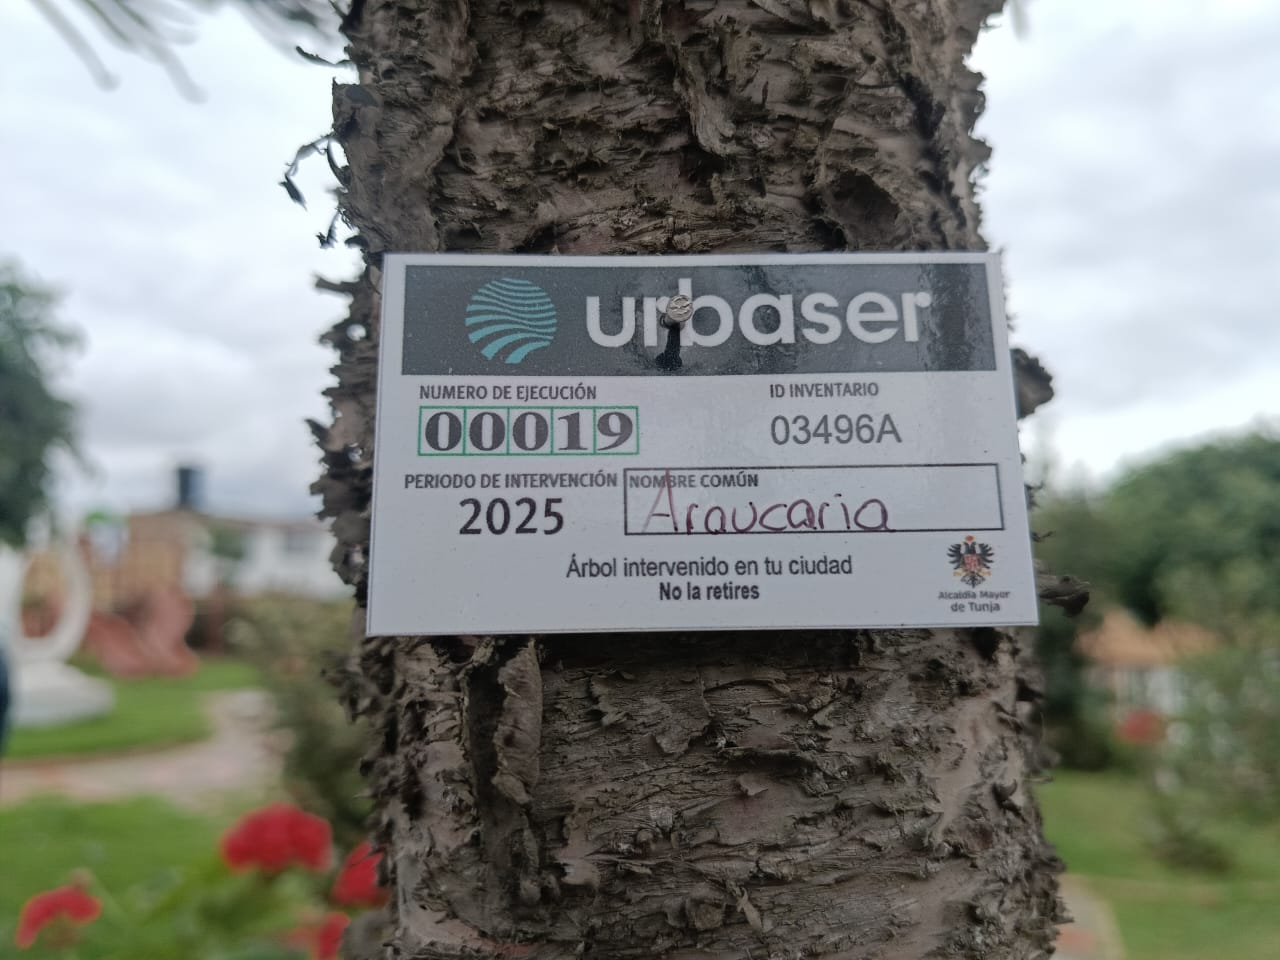 urbaser
NUMERO DE EJECUCIÓN
ID INVENTARIO
00019
03496A
PERIODO DE INTERVENCIÓN
NOMBRE COMÚN
2025
Araucaria
Árbol intervenido en tu ciudad
No la retires
Alcaldía Mayor
de Tunja